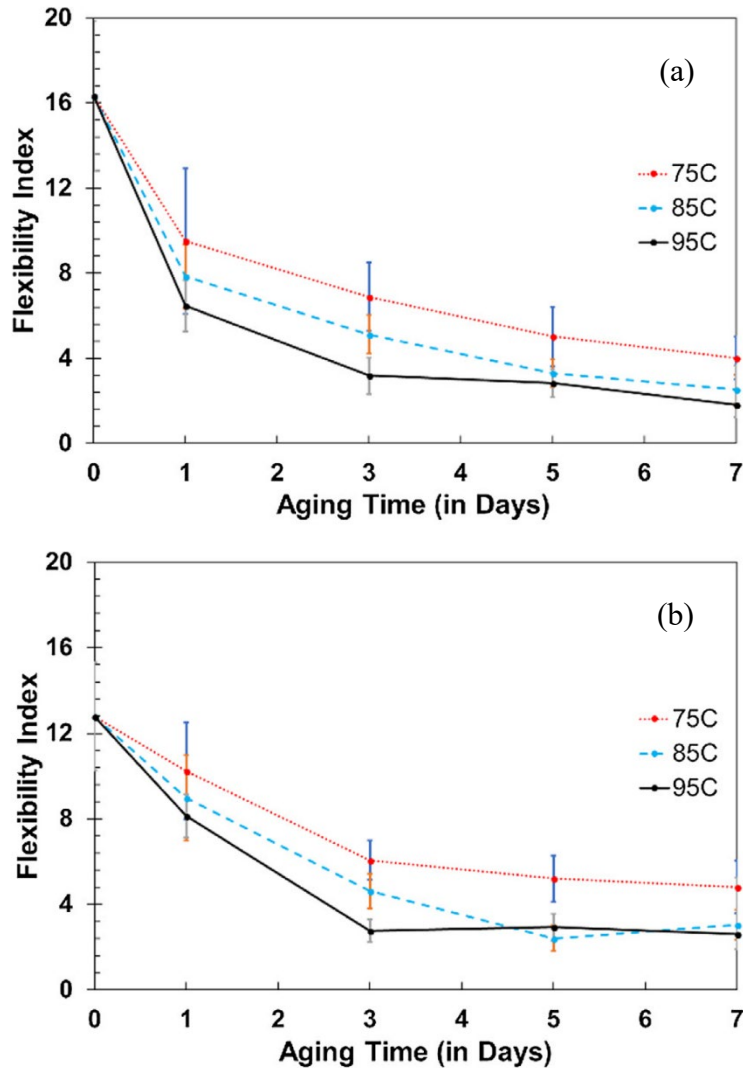 20
(a)
16
12
75C
85C
95C
8
4
0
Flexibility Index
0 1 2 3 4 5 6 7
Aging Time (in Days)
20
(b)
16
12
75C
85C
95C
8
4
0
Flexibility Index
0 1 2 3 4 5 6 7
Aging Time (in Days)